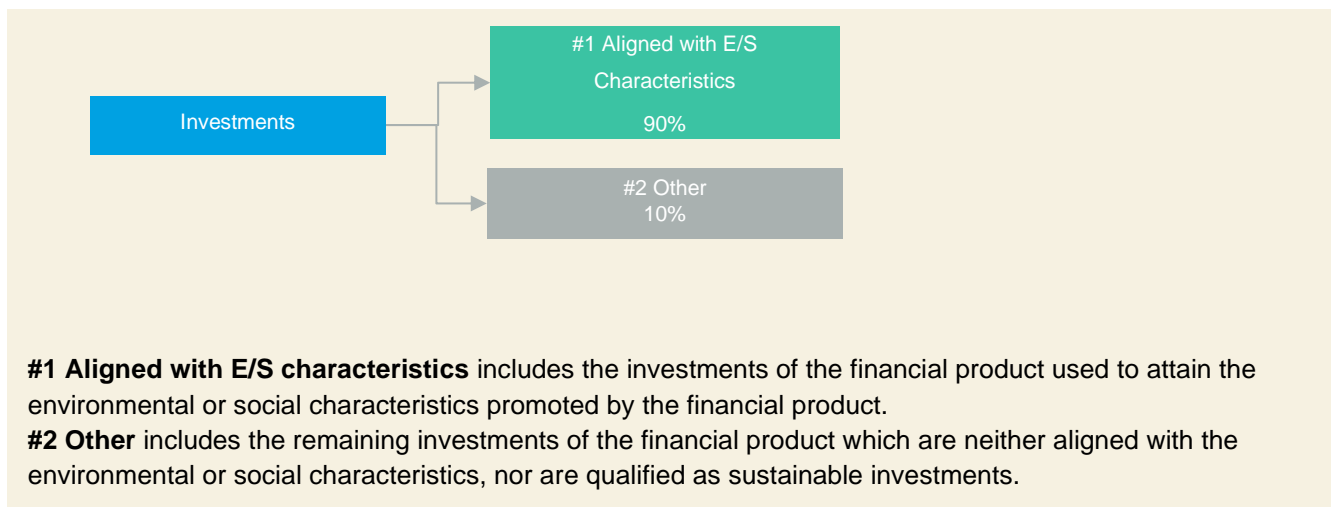 #1 Aligned with E/S
Characteristics
90%
Investments
#2 Other
10%
#1 Aligned with E/S characteristics includes the investments of the financial product used to attain the
environmental or social characteristics promoted by the financial product.
#2 Other includes the remaining investments of the financial product which are neither aligned with the
environmental or social characteristics, nor are qualified as sustainable investments.